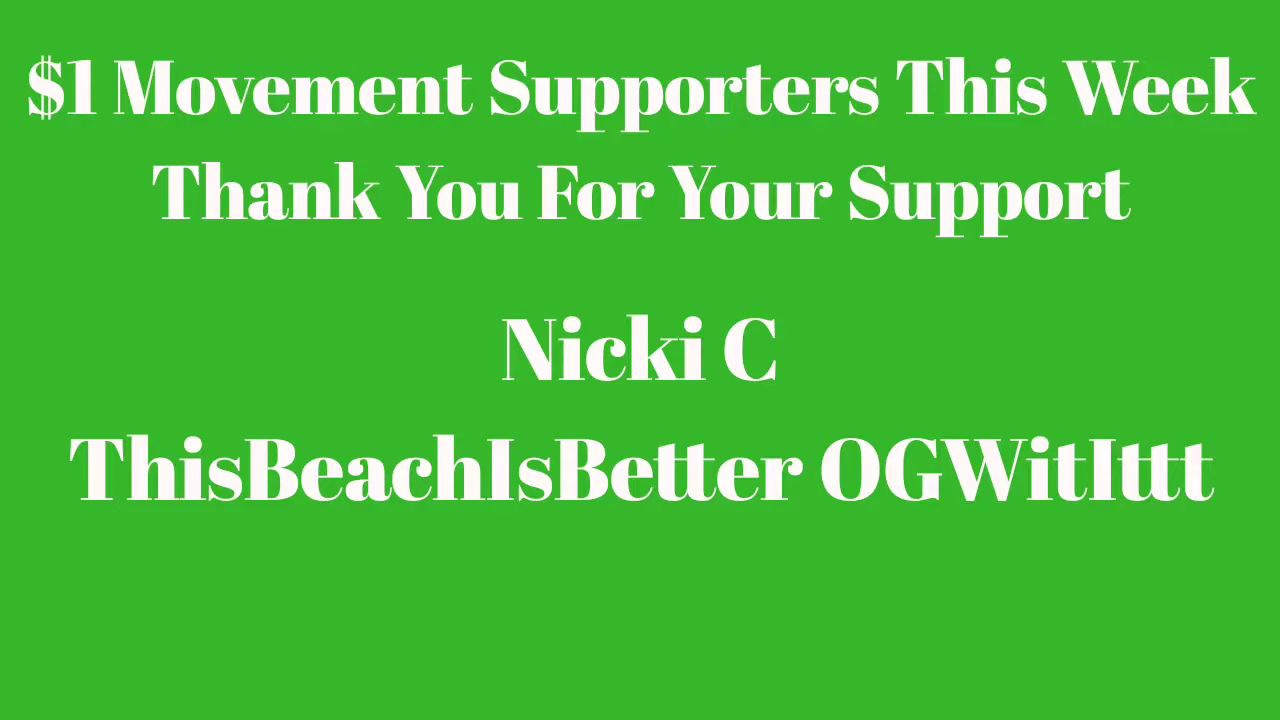 $1 Movement Supporters This Week
Thank You For Your Support
Nicki C
ThisBeachIsBetter OGWitIttt